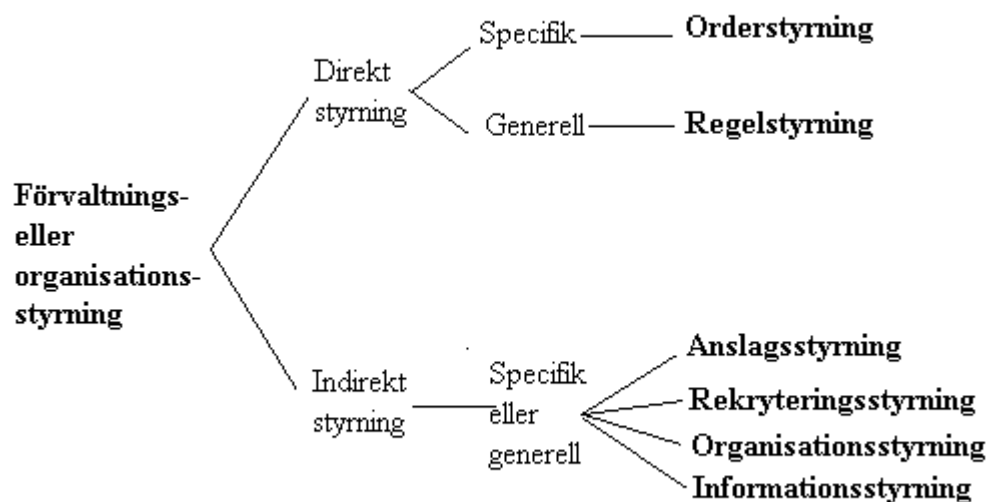 Förvaltnings-
eller
organisations-
styrning
Direkt
styrning
Specifik
Orderstyrning
Generell
Regelstyrning
Indirekt
styrning
Specifik
eller
generell
Anslagsstyrning
Rekryteringsstyrning
Organisationsstyrning
Informationsstyrning